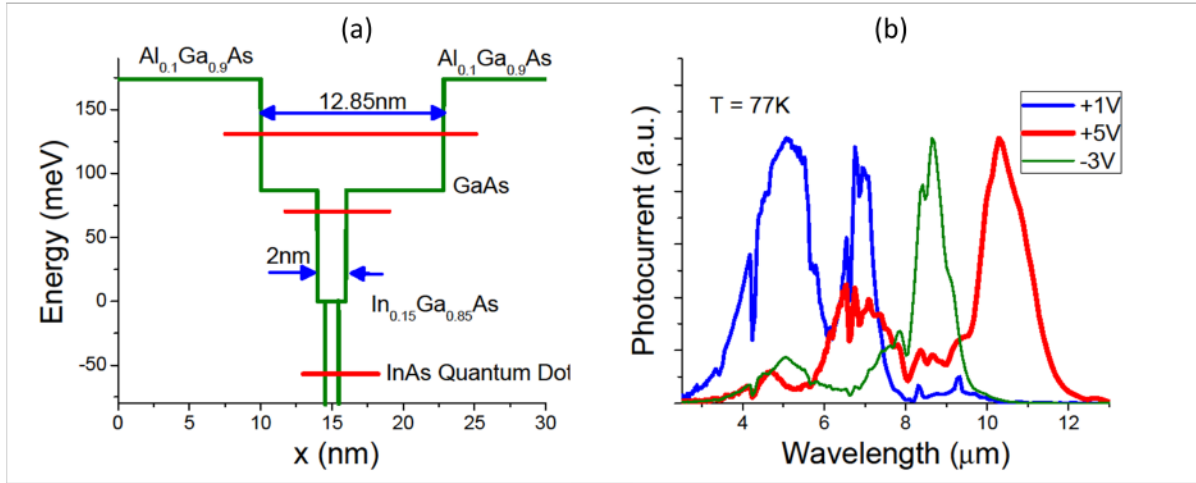 (a)
Al0.1Ga0.9As
Al0.1Ga0.9As
12.85nm
GaAs
2nm
In0.15Ga0.85As
InAs Quantum Dot
Energy (meV)
150
100
50
0
-50
0 5 10 15 20 25 30
x (nm)
(b)
T = 77K
+1V
+5V
-3V
Photocurrent (a.u.)
4 6 8 10 12
Wavelength (μm)